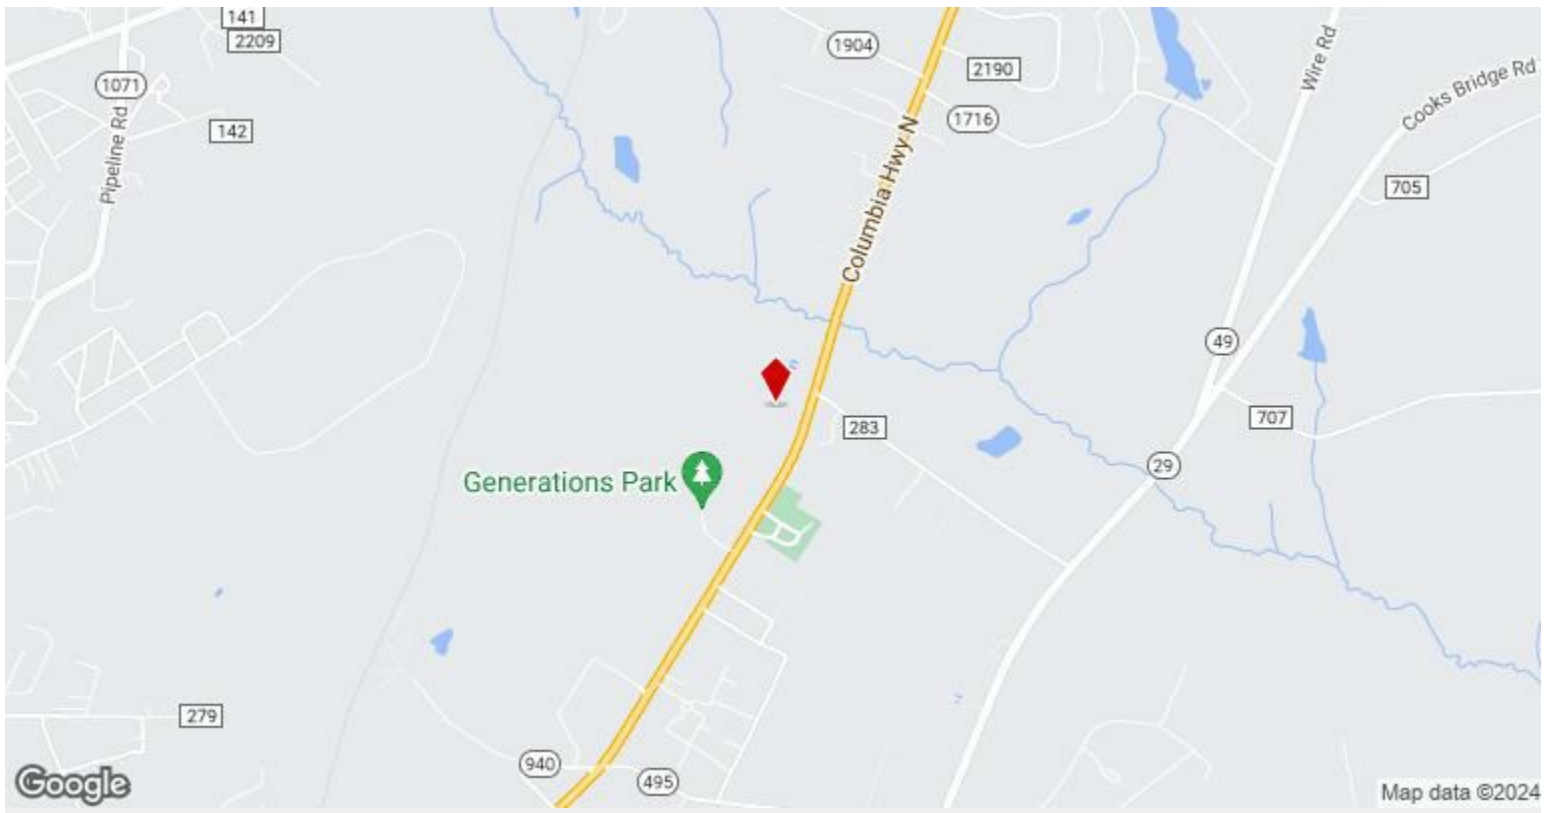 141
2209
1904
2190
Wire Rd
Cooks Bridge Rd
1071
1716
142
Pipeline Rd
Columbia Hwy N
705
49
283
707
29
Generations Park
279
940
495
Google
Map data ©2024